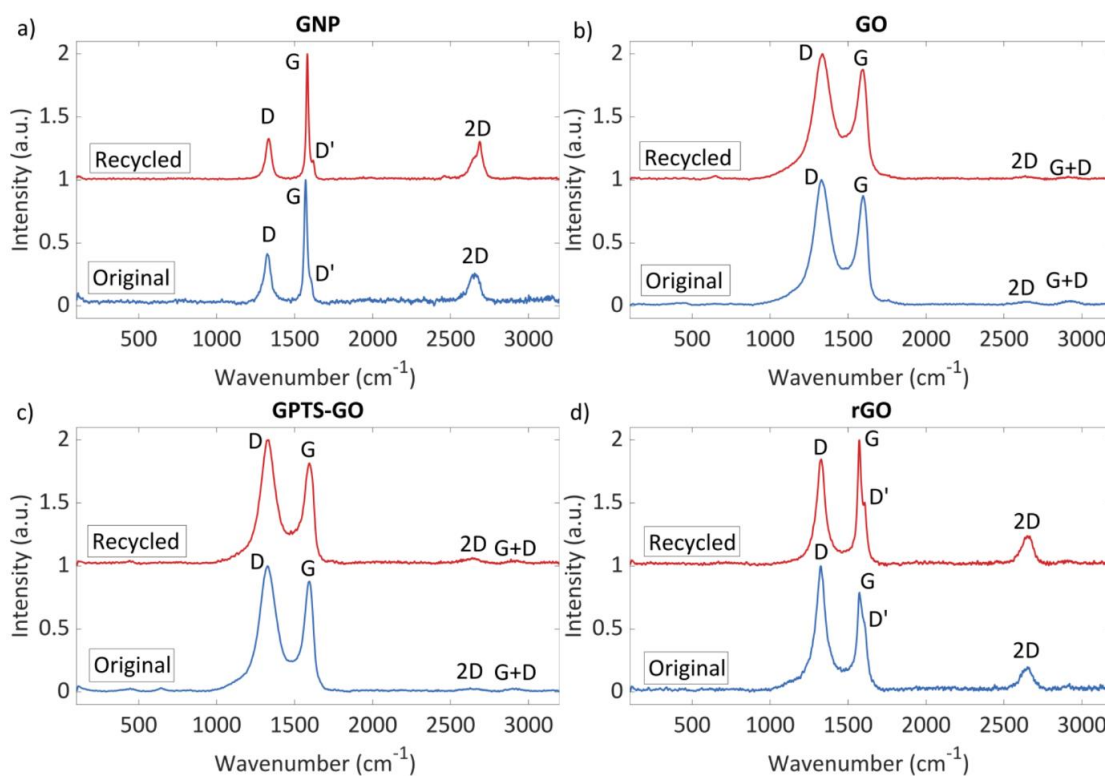 a)
GNP
Intensity (a.u.)
2
1.5
1
0.5
0
Recycled
D
G
D'
2D
Original
D
G
D'
2D
500 1000 1500 2000 2500 3000
Wavenumber (cm⁻¹)
b)
GO
Intensity (a.u.)
2
1.5
1
0.5
0
Recycled
D
G
2D
G+D
Original
D
G
2D
G+D
500 1000 1500 2000 2500 3000
Wavenumber (cm⁻¹)
c)
GPTS-GO
Intensity (a.u.)
2
1.5
1
0.5
0
Recycled
D
G
2D
G+D
Original
D
G
2D
G+D
500 1000 1500 2000 2500 3000
Wavenumber (cm⁻¹)
d)
rGO
Intensity (a.u.)
2
1.5
1
0.5
0
Recycled
D
G
D'
2D
Original
D
G
D'
2D
500 1000 1500 2000 2500 3000
Wavenumber (cm⁻¹)